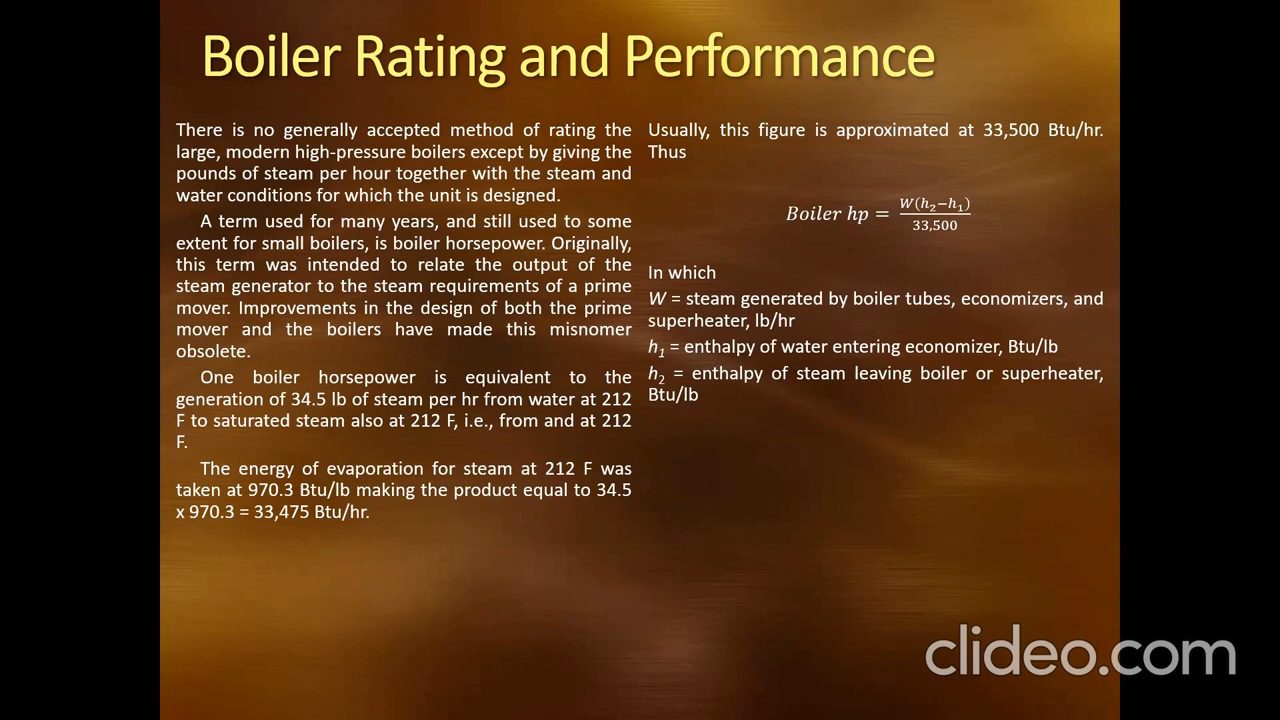 Boiler Rating and Performance
There is no generally accepted method of rating the
large, modern high-pressure boilers except by giving the
pounds of steam per hour together with the steam and
water conditions for which the unit is designed.
A term used for many years, and still used to some
extent for small boilers, is boiler horsepower. Originally,
this term was intended to relate the output of the
steam generator to the steam requirements of a prime
mover. Improvements in the design of both the prime
mover and the boilers have made this misnomer
obsolete.
One boiler horsepower is equivalent to the
generation of 34.5 lb of steam per hr from water at 212
F to saturated steam also at 212 F, i.e., from and at 212
F.
The energy of evaporation for steam at 212 F was
taken at 970.3 Btu/lb making the product equal to 34.5
x 970.3 = 33,475 Btu/hr.
Usually, this figure is approximated at 33,500 Btu/hr.
Thus
Boiler hp = W(h₂−h₁)/33,500
In which
W = steam generated by boiler tubes, economizers, and
superheater, lb/hr
h₁ = enthalpy of water entering economizer, Btu/lb
h₂ = enthalpy of steam leaving boiler or superheater,
Btu/lb
clideo.com